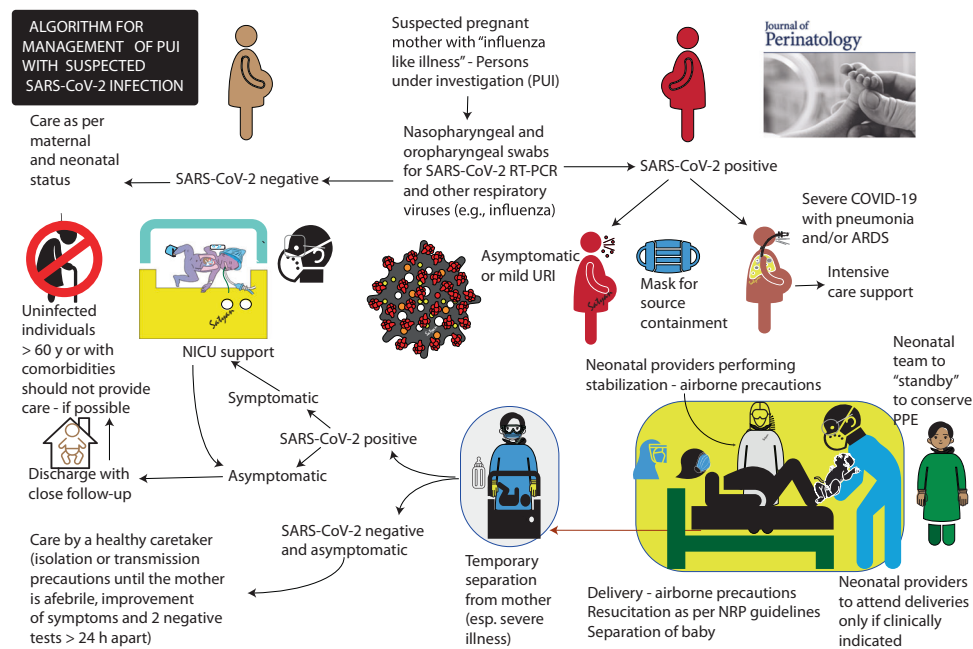 ALGORITHM FOR
MANAGEMENT OF PUI
WITH SUSPECTED
SARS-CoV-2 INFECTION
Suspected pregnant
mother with “influenza
like illness” - Persons
under investigation (PUI)
Journal of
Perinatology
Care as per
maternal
and neonatal
status
SARS-CoV-2 negative
Nasopharyngeal and
oropharyngeal swabs
for SARS-CoV-2 RT-PCR
and other respiratory
viruses (e.g., influenza)
SARS-CoV-2 positive
Severe COVID-19
with pneumonia
and/or ARDS
Asymptomatic
or mild URI
Satyan
Mask for
source
containment
Intensive
care support
Satyan
Uninfected
individuals
> 60 y or with
comorbidities
should not provide
care - if possible
NICU support
Neonatal providers performing
stabilization - airborne precautions
Neonatal
team to
“standby”
to conserve
PPE
Symptomatic
SARS-CoV-2 positive
Asymptomatic
Discharge with
close follow-up
SARS-CoV-2 negative
and asymptomatic
Care by a healthy caretaker
(isolation or transmission
precautions until the mother
is afebrile, improvement
of symptoms and 2 negative
tests > 24 h apart)
Temporary
separation
from mother
(esp. severe
illness)
Delivery - airborne precautions
Resucitation as per NRP guidelines
Separation of baby
Neonatal providers
to attend deliveries
only if clinically
indicated